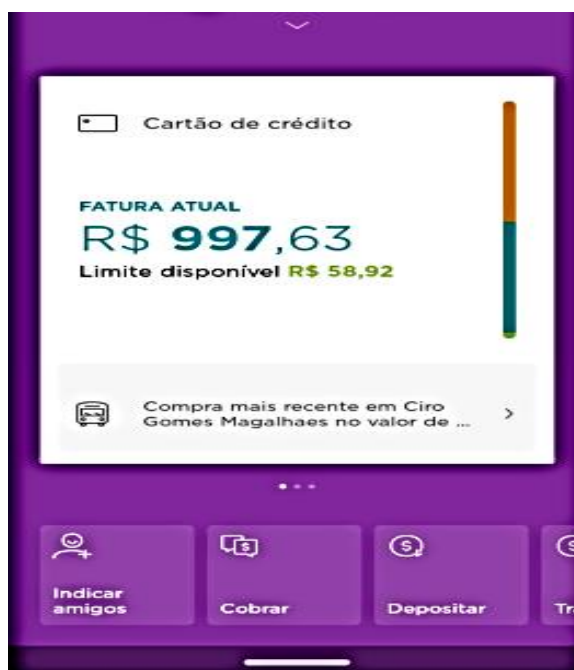 Cartão de crédito
FATURA ATUAL
R$ 997,63
Limite disponível R$ 58,92
Compra mais recente em Ciro
Gomes Magalhaes no valor de ...
Indicar
amigos
Cobrar
Depositar
Tr